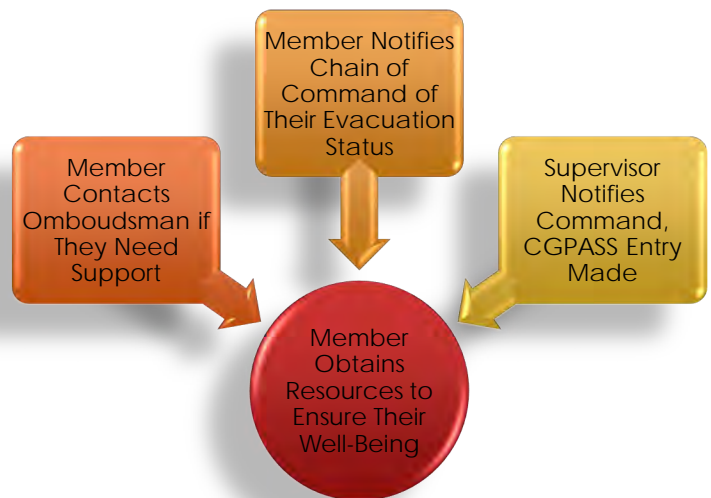 Member Notifies
Chain of
Command of
Their Evacuation
Status
Member
Contacts
Ombudsman if
They Need
Support
Supervisor
Notifies
Command,
CGPASS Entry
Made
Member
Obtains
Resources to
Ensure Their
Well-Being